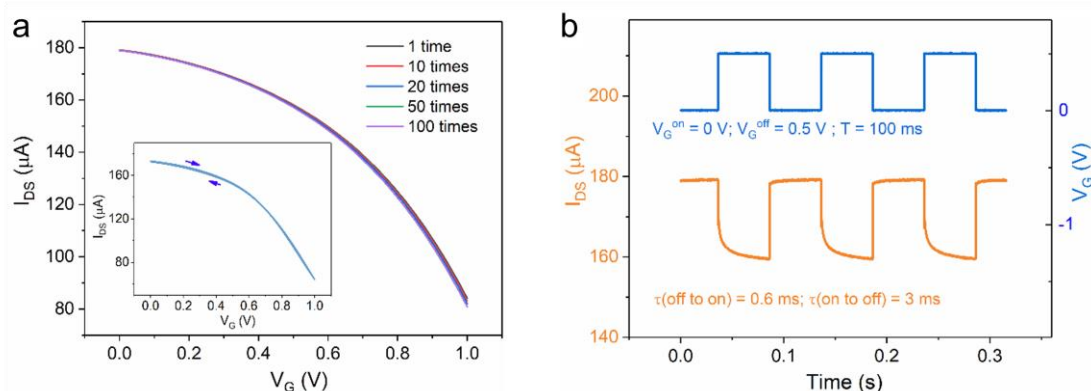 a
180
160
140
120
100
80
I_DS (μA)
1 time
10 times
20 times
50 times
100 times
160
120
80
I_DS (μA)
0.0 0.2 0.4 0.6 0.8 1.0
V_G (V)
0.0 0.2 0.4 0.6 0.8 1.0
V_G (V)
b
200
180
160
140
I_DS (μA)
0
-1
V_G (V)
V_G^on = 0 V; V_G^off = 0.5 V ; T = 100 ms
τ(off to on) = 0.6 ms; τ(on to off) = 3 ms
0.0 0.1 0.2 0.3
Time (s)